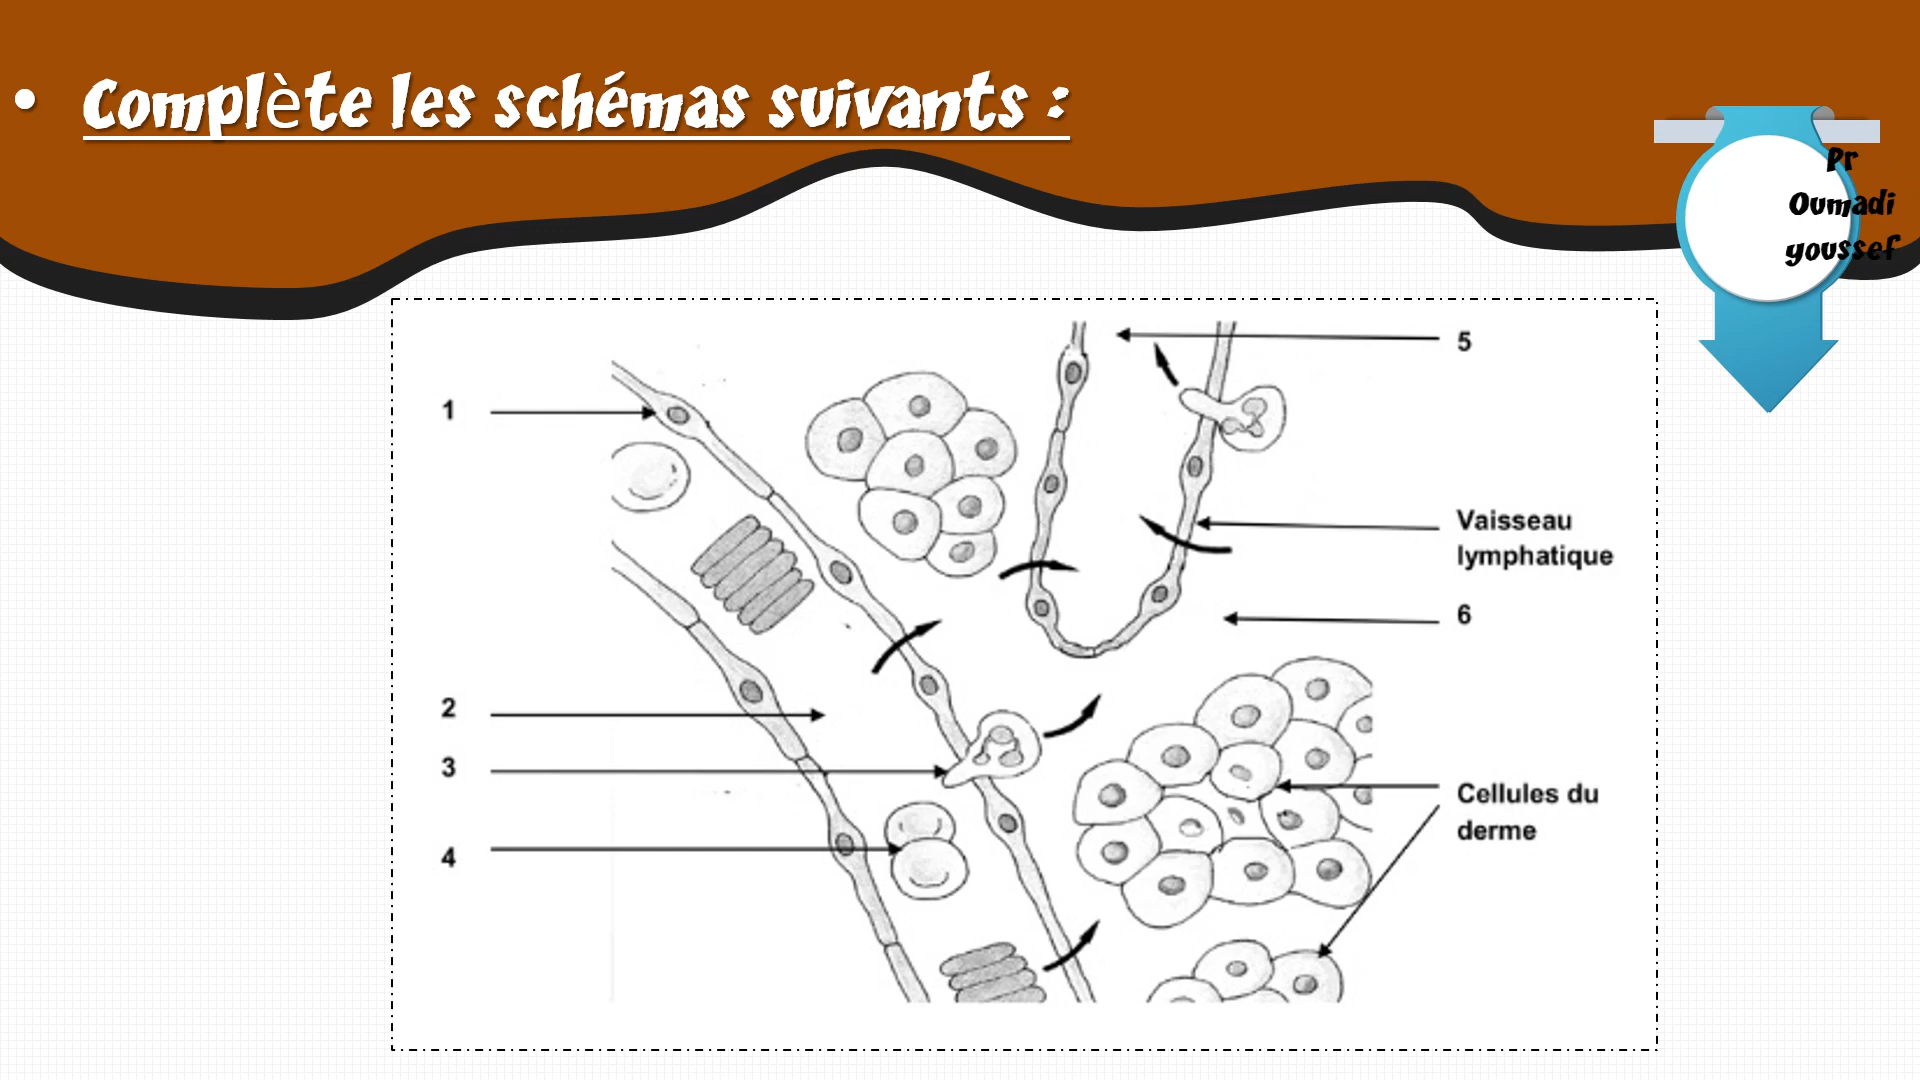 • Complète les schémas suivants :
Pr
Oumadi
youssef
5
1
Vaisseau
lymphatique
6
2
3
Cellules du
derme
4